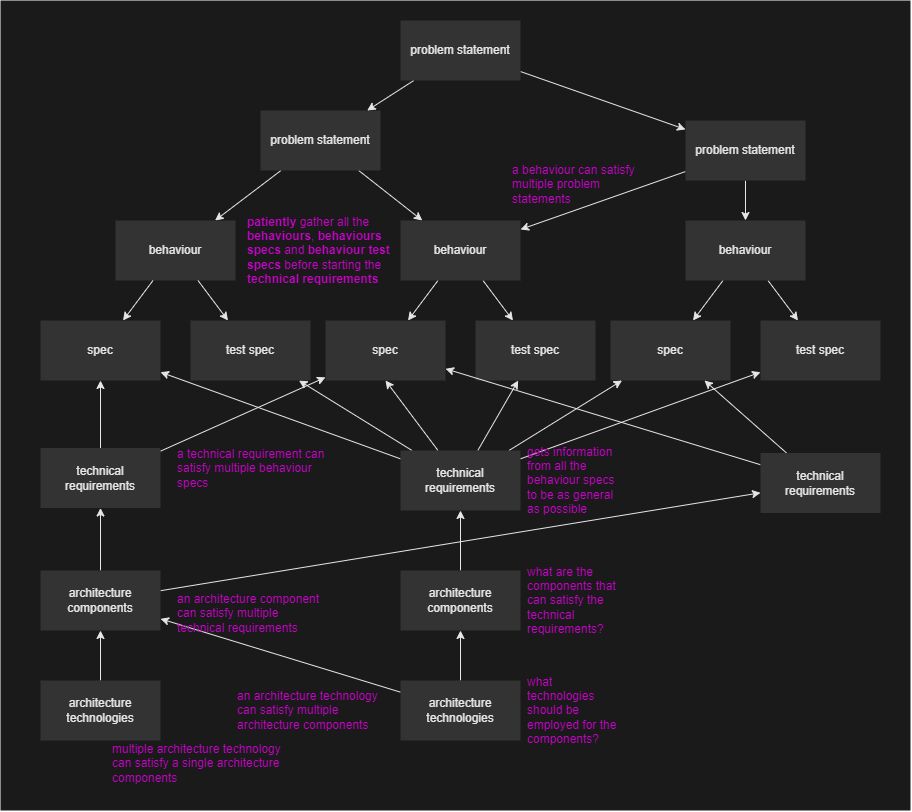 problem statement
problem statement
problem statement
a behaviour can satisfy
multiple problem
statements
behaviour
patiently gather all the
behaviours, behaviours
specs and behaviour test
specs before starting the
technical requirements
behaviour
behaviour
spec
test spec
spec
test spec
spec
test spec
technical
requirements
a technical requirement can
satisfy multiple behaviour
specs
technical
requirements
gets information
from all the
behaviour specs
to be as general
as possible
technical
requirements
architecture
components
an architecture component
can satisfy multiple
technical requirements
architecture
components
what are the
components that
can satisfy the
technical
requirements?
architecture
technologies
an architecture technology
can satisfy multiple
architecture components
architecture
technologies
what
technologies
should be
employed for the
components?
multiple architecture technology
can satisfy a single architecture
components